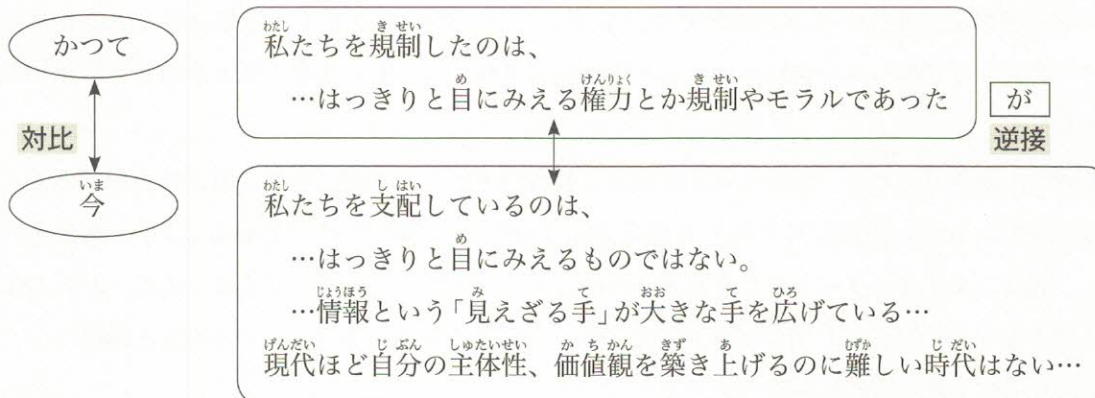 かつて
私たちを規制したのは、
…はっきりと目にみえる権力とか規制やモラルであった
が
対比
逆接
今
私たちを支配しているのは、
…はっきりと目にみえるものではない。
…情報という「見えざる手」が大きな手を広げている…
現代ほど自分の主体性、価値観を築き上げるのに難しい時代はない…